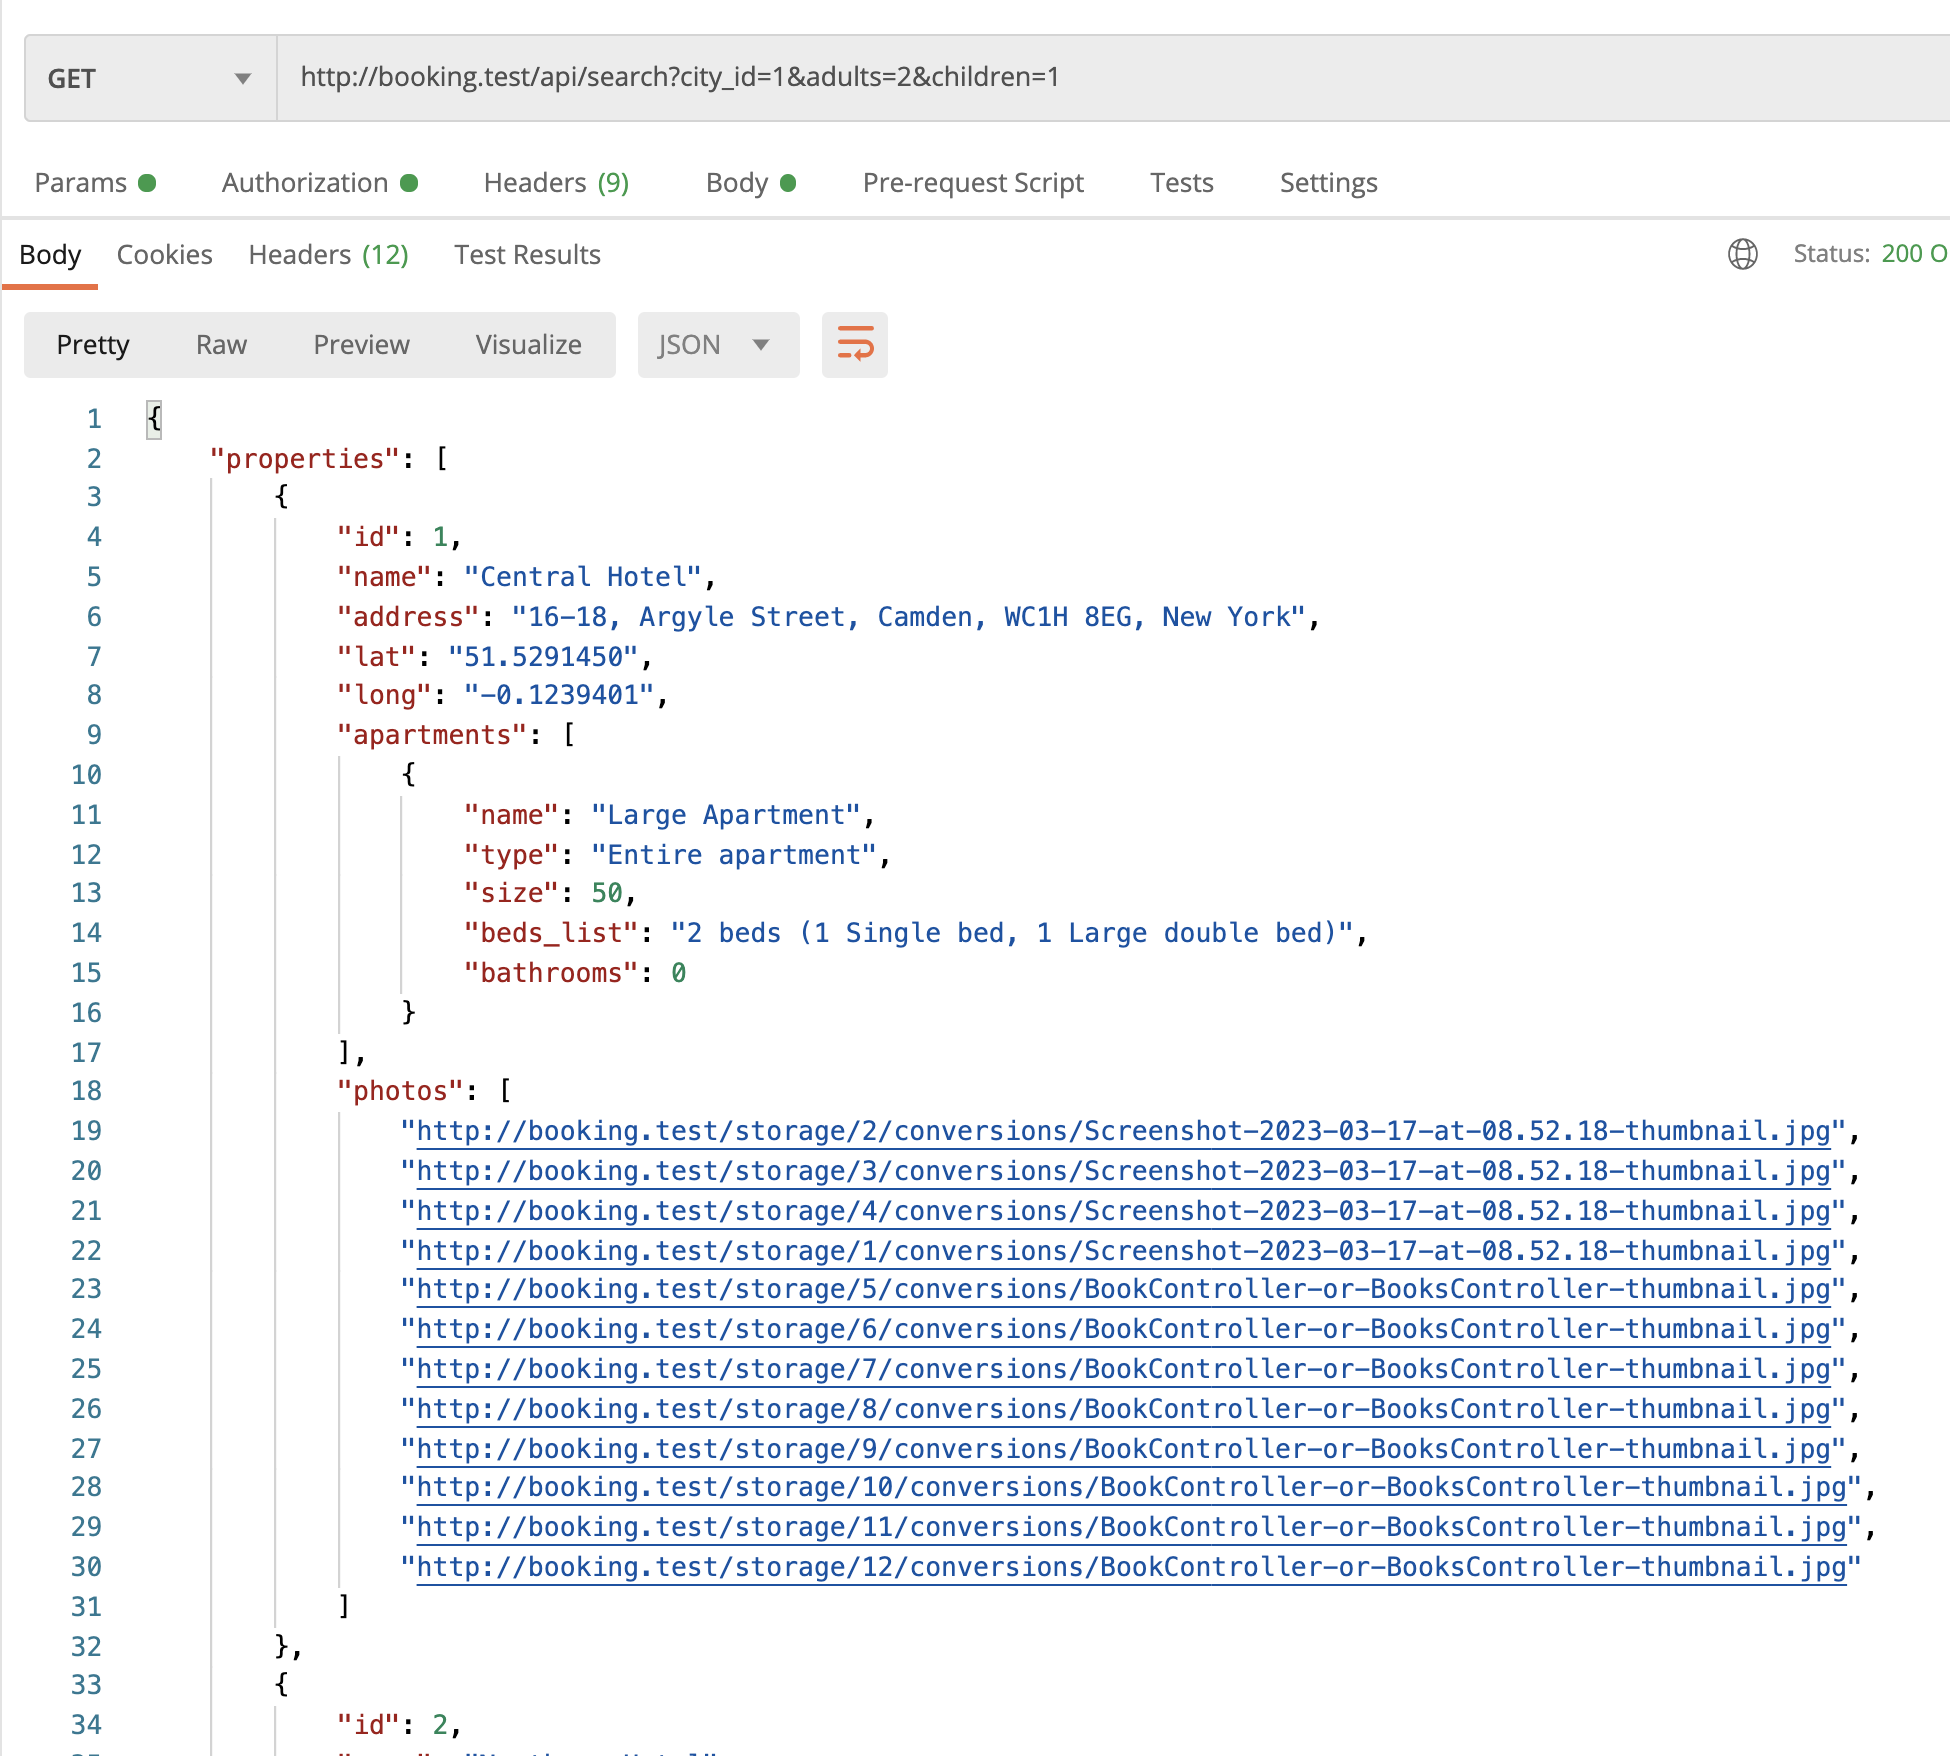 GET http://booking.test/api/search?city_id=1&adults=2&children=1
Params Authorization Headers (9) Body Pre-request Script Tests Settings
Body Cookies Headers (12) Test Results Status: 200 O
Pretty Raw Preview Visualize JSON
1 {
2 "properties": [
3 {
4 "id": 1,
5 "name": "Central Hotel",
6 "address": "16-18, Argyle Street, Camden, WC1H 8EG, New York",
7 "lat": "51.5291450",
8 "long": "-0.1239401",
9 "apartments": [
10 {
11 "name": "Large Apartment",
12 "type": "Entire apartment",
13 "size": 50,
14 "beds_list": "2 beds (1 Single bed, 1 Large double bed)",
15 "bathrooms": 0
16 }
17 ],
18 "photos": [
19 "http://booking.test/storage/2/conversions/Screenshot-2023-03-17-at-08.52.18-thumbnail.jpg",
20 "http://booking.test/storage/3/conversions/Screenshot-2023-03-17-at-08.52.18-thumbnail.jpg",
21 "http://booking.test/storage/4/conversions/Screenshot-2023-03-17-at-08.52.18-thumbnail.jpg",
22 "http://booking.test/storage/1/conversions/Screenshot-2023-03-17-at-08.52.18-thumbnail.jpg",
23 "http://booking.test/storage/5/conversions/BookController-or-BooksController-thumbnail.jpg",
24 "http://booking.test/storage/6/conversions/BookController-or-BooksController-thumbnail.jpg",
25 "http://booking.test/storage/7/conversions/BookController-or-BooksController-thumbnail.jpg",
26 "http://booking.test/storage/8/conversions/BookController-or-BooksController-thumbnail.jpg",
27 "http://booking.test/storage/9/conversions/BookController-or-BooksController-thumbnail.jpg",
28 "http://booking.test/storage/10/conversions/BookController-or-BooksController-thumbnail.jpg",
29 "http://booking.test/storage/11/conversions/BookController-or-BooksController-thumbnail.jpg",
30 "http://booking.test/storage/12/conversions/BookController-or-BooksController-thumbnail.jpg"
31 ]
32 },
33 {
34 "id": 2,